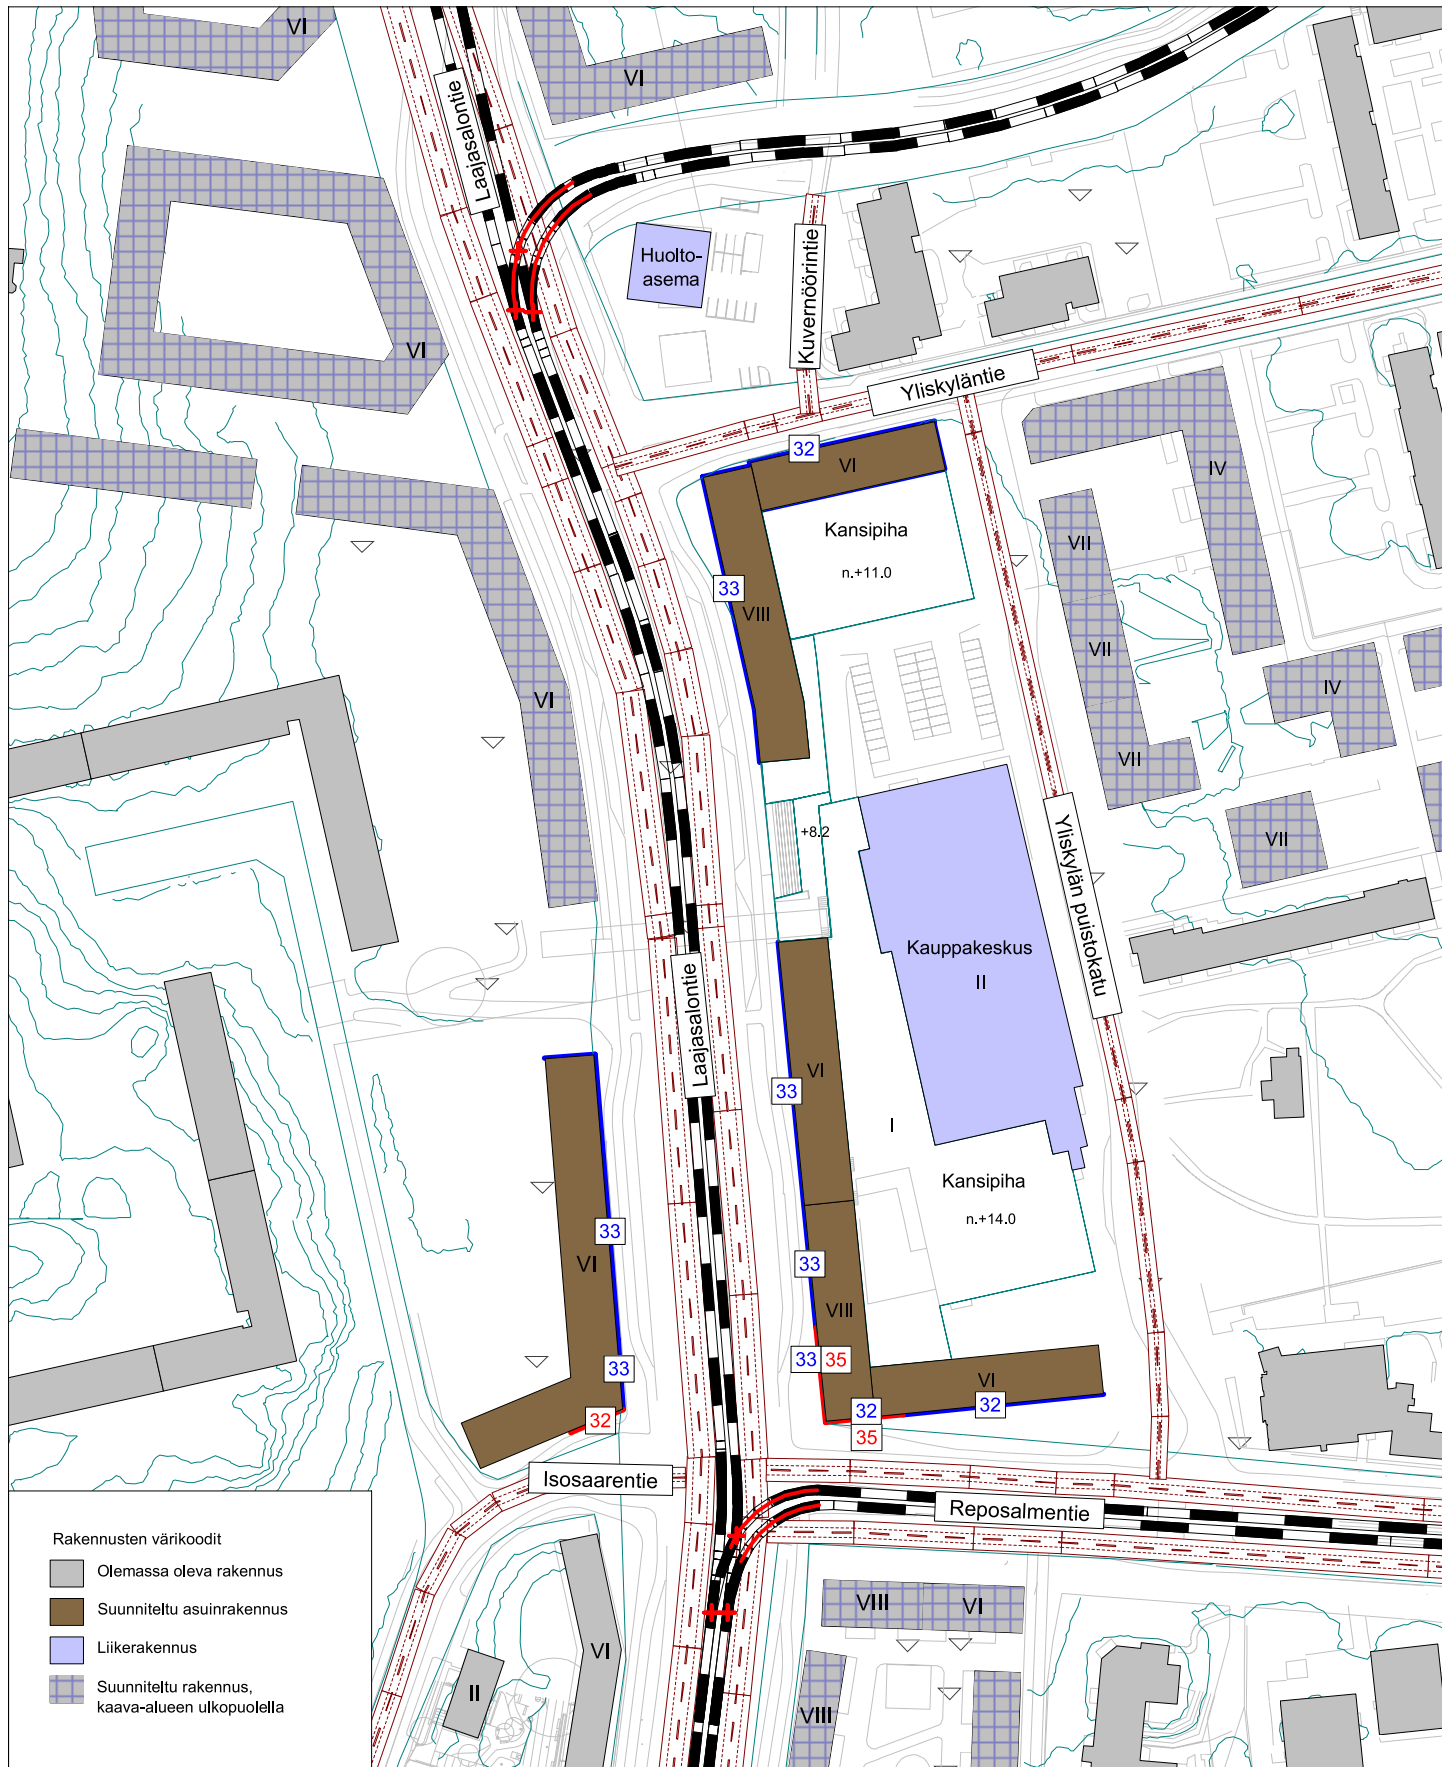 VI
VI
Laajasalontie
Huolto-
asema
Kuvernöörintie
VI
Yliskyläntie
32
VI
IV
Kansipiha
n.+11.0
VII
33
VIII
VII
IV
VI
VII
+8.2
Yliskylän puistokatu
VII
Kauppakeskus
II
Laajasalontie
VI
33
I
Kansipiha
n.+14.0
33
VI
33
VIII
33
33 35
VI
32
32
32
35
Isosaarentie
Reposalmentie
Rakennusten värikoodit
Olemassa oleva rakennus
Suunniteltu asuinrakennus
Liikerakennus
Suunniteltu rakennus,
kaava-alueen ulkopuolella
VIII
VI
VI
II
VIII